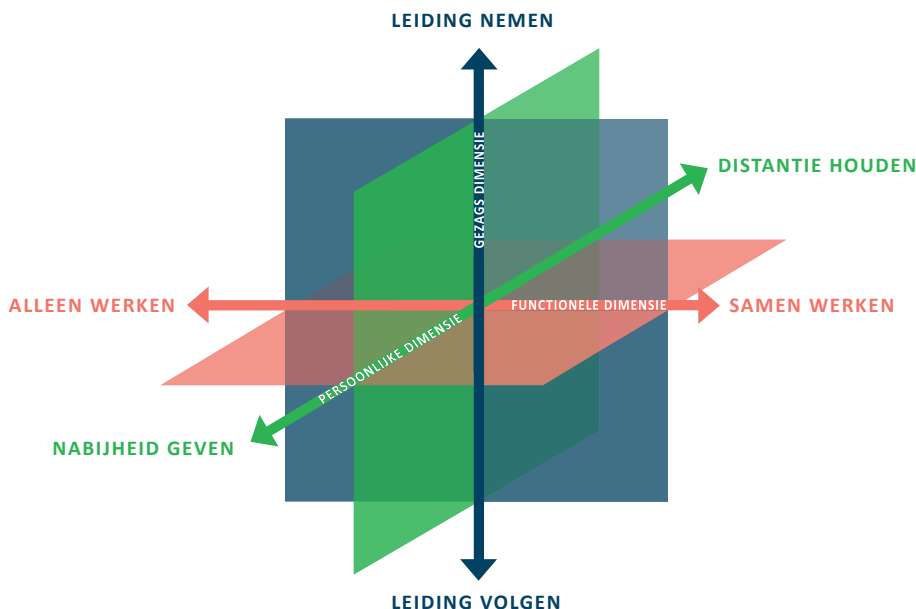 LEIDING NEMEN
GEZAGS DIMENSIE
DISTANTIE HOUDEN
ALLEEN WERKEN
FUNCTIONELE DIMENSIE
SAMEN WERKEN
PERSOONLIJKE DIMENSIE
NABIJHEID GEVEN
LEIDING VOLGEN